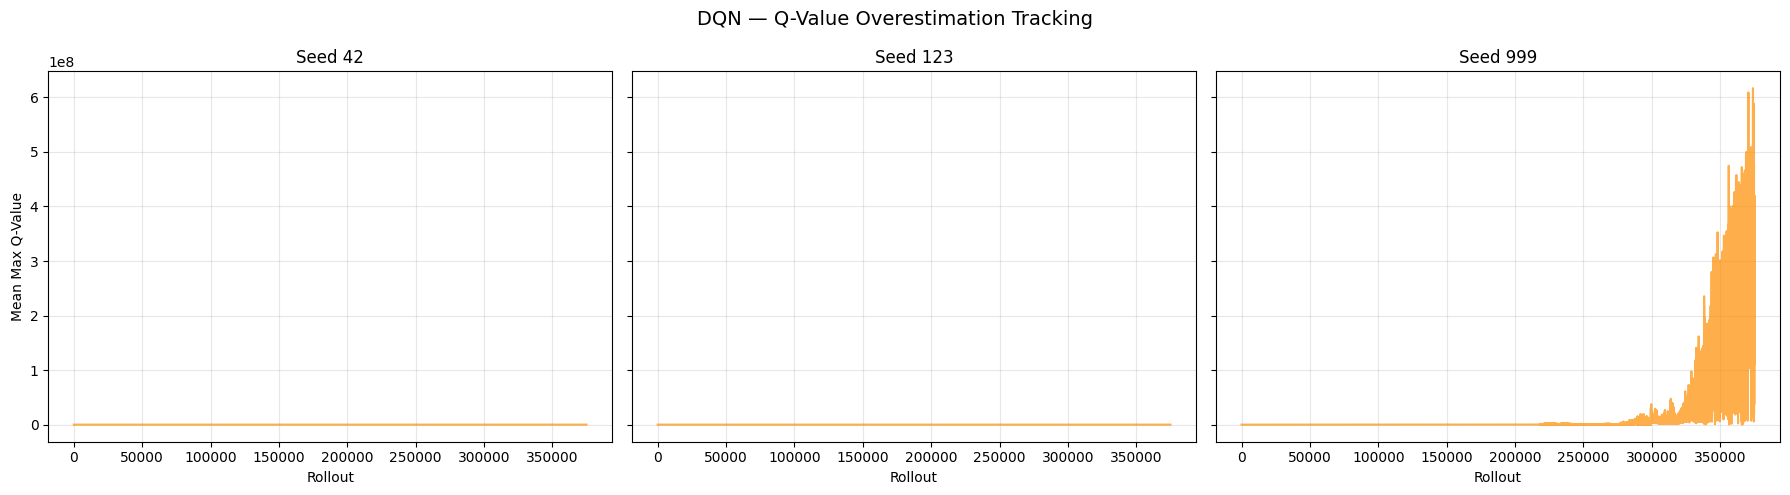 DQN — Q-Value Overestimation Tracking
Seed 42
Seed 123
Seed 999
1e8
6
5
4
3
2
1
0
Mean Max Q-Value
0 50000 100000 150000 200000 250000 300000 350000
0 50000 100000 150000 200000 250000 300000 350000
0 50000 100000 150000 200000 250000 300000 350000
Rollout
Rollout
Rollout